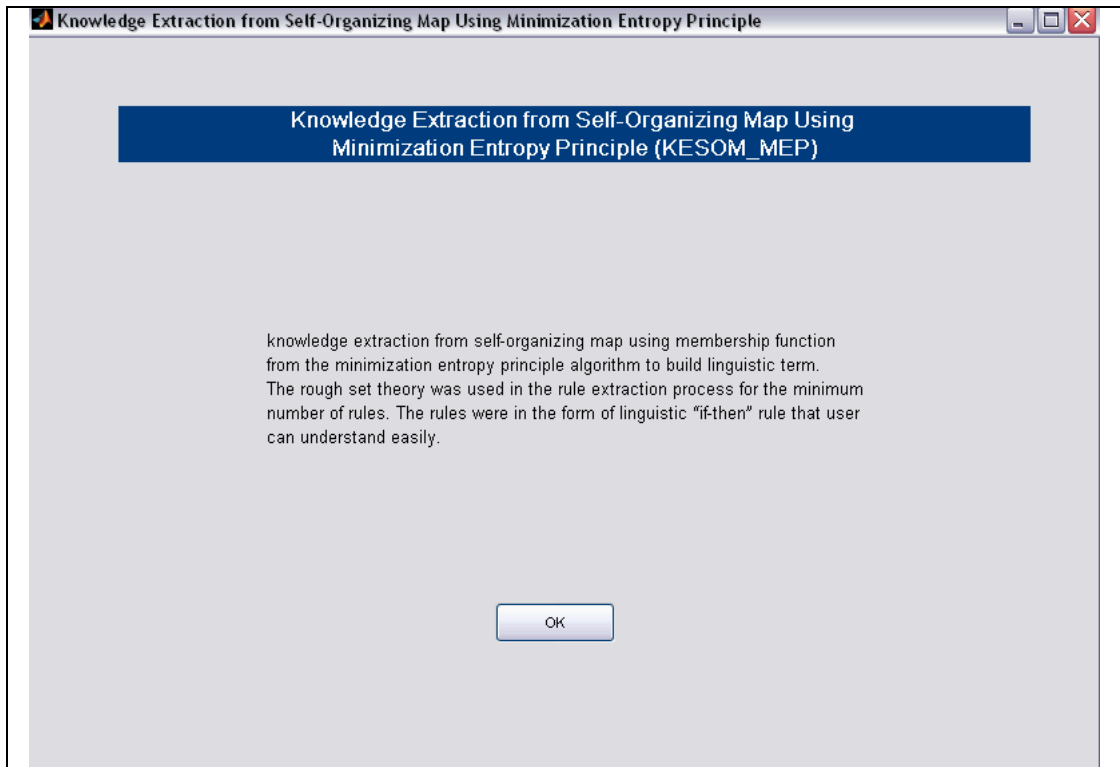 Knowledge Extraction from Self-Organizing Map Using Minimization Entropy Principle
Knowledge Extraction from Self-Organizing Map Using
Minimization Entropy Principle (KESOM_MEP)
knowledge extraction from self-organizing map using membership function
from the minimization entropy principle algorithm to build linguistic term.
The rough set theory was used in the rule extraction process for the minimum
number of rules. The rules were in the form of linguistic “if-then” rule that user
can understand easily.
OK